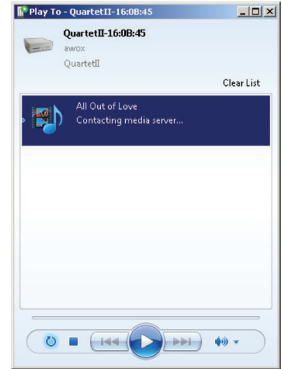 Play To - QuartetII-16:0B:45
QuartetII-16:0B:45
awox
QuartetII
Clear List
All Out of Love
Contacting media server...